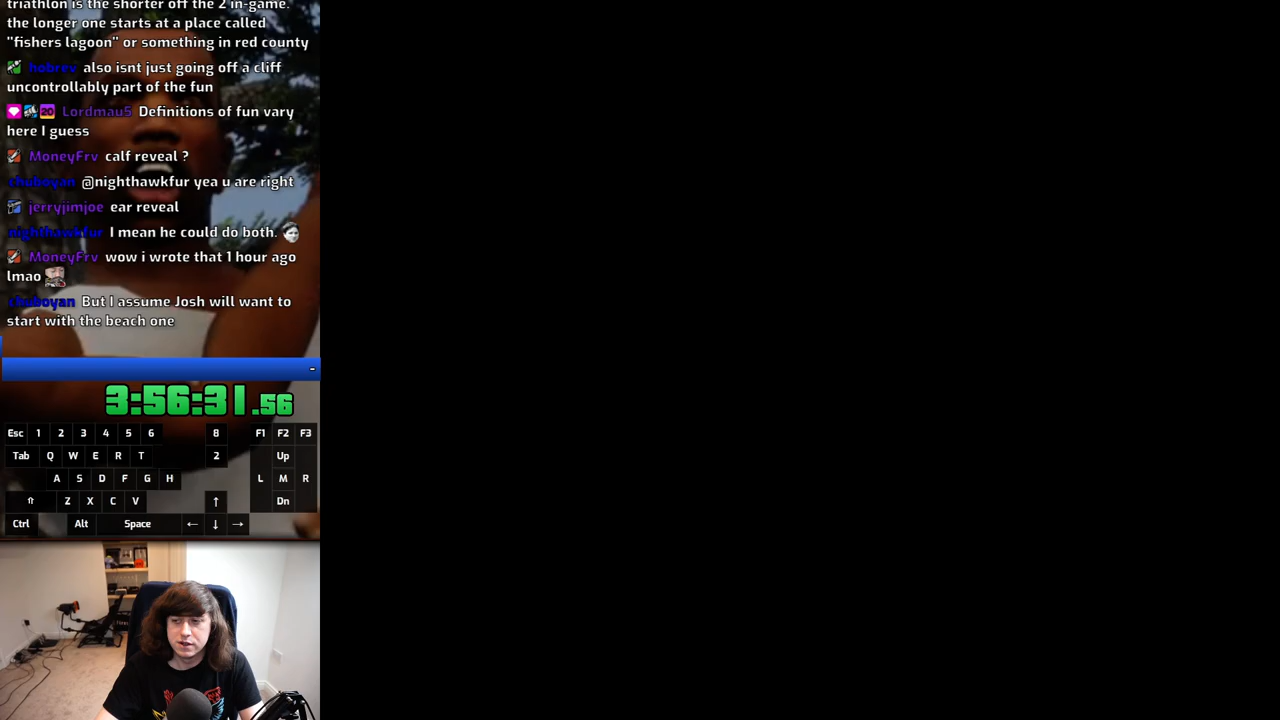 triathlon is the shorter off the 2 in-game.
the longer one starts at a place called
"fishers lagoon" or something in red county
hobrev also isnt just going off a cliff
uncontrollably part of the fun
20 Lordmau5 Definitions of fun vary
here I guess
MoneyFrv calf reveal ?
chuboyan @nighthawkfur yea u are right
jerryjimjoe ear reveal
nighthawkfur I mean he could do both.
MoneyFrv wow i wrote that 1 hour ago
lmao
chuboyan But I assume Josh will want to
start with the beach one
-
3:56:31.56
Esc 1 2 3 4 5 6 8 F1 F2 F3
Tab Q W E R T 2 Up
A S D F G H L M R
⇧ Z X C V ↑ Dn
Ctrl Alt Space ← ↓ →